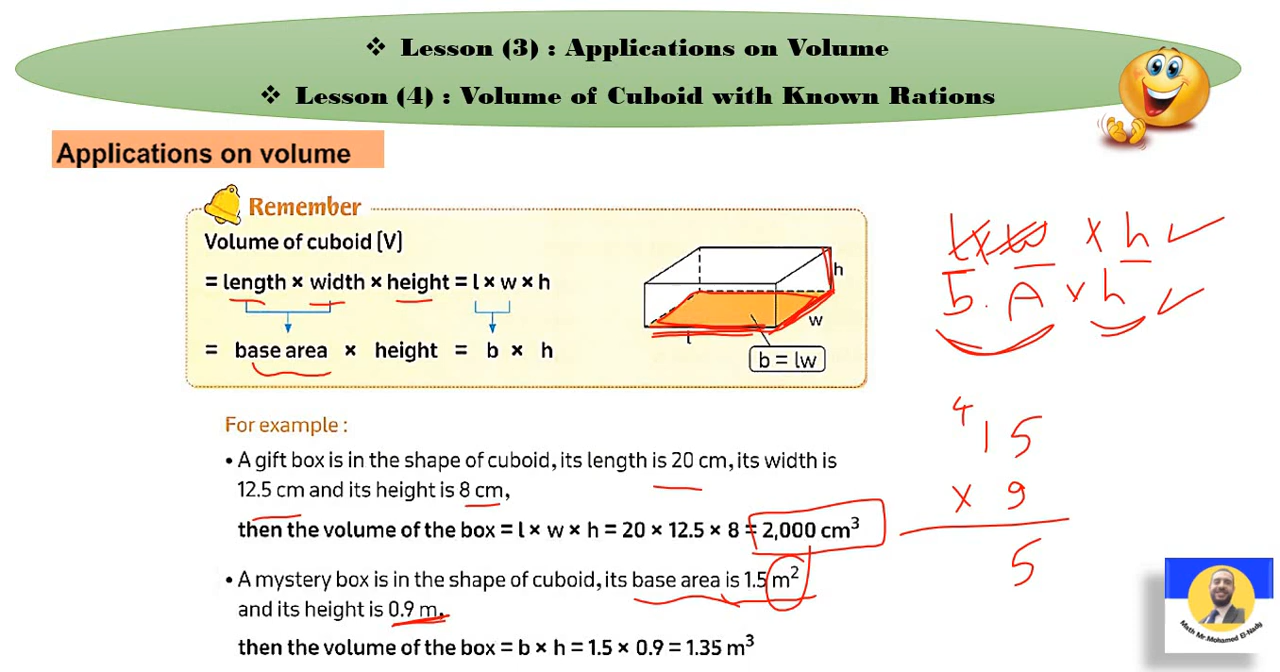 ❖ Lesson (3) : Applications on Volume
❖ Lesson (4) : Volume of Cuboid with Known Rations
Applications on volume
Remember
Volume of cuboid [V]
= length × width × height = l × w × h
= base area × height = b × h
h
w
l
b = lw
l × w × h ✓
b. A × h ✓
For example :
• A gift box is in the shape of cuboid, its length is 20 cm, its width is
12.5 cm and its height is 8 cm,
then the volume of the box = l × w × h = 20 × 12.5 × 8 = 2,000 cm³
• A mystery box is in the shape of cuboid, its base area is 1.5 m²
and its height is 0.9 m.
then the volume of the box = b × h = 1.5 × 0.9 = 1.35 m³
4
15
× 9
5
Math Mr.Mohamed El-Nady